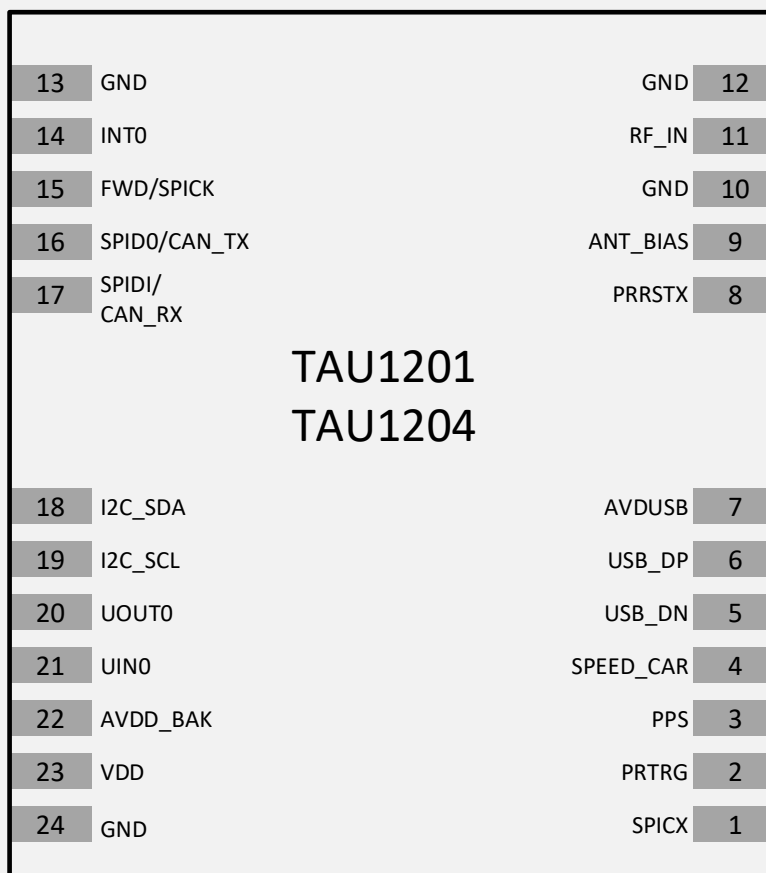 13 GND GND 12
14 INT0 RF_IN 11
15 FWD/SPICK GND 10
16 SPID0/CAN_TX ANT_BIAS 9
17 SPIDI/ PRRSTX 8
CAN_RX
TAU1201
TAU1204
18 I2C_SDA AVDUSB 7
19 I2C_SCL USB_DP 6
20 UOUT0 USB_DN 5
21 UIN0 SPEED_CAR 4
22 AVDD_BAK PPS 3
23 VDD PRTRG 2
24 GND SPICX 1